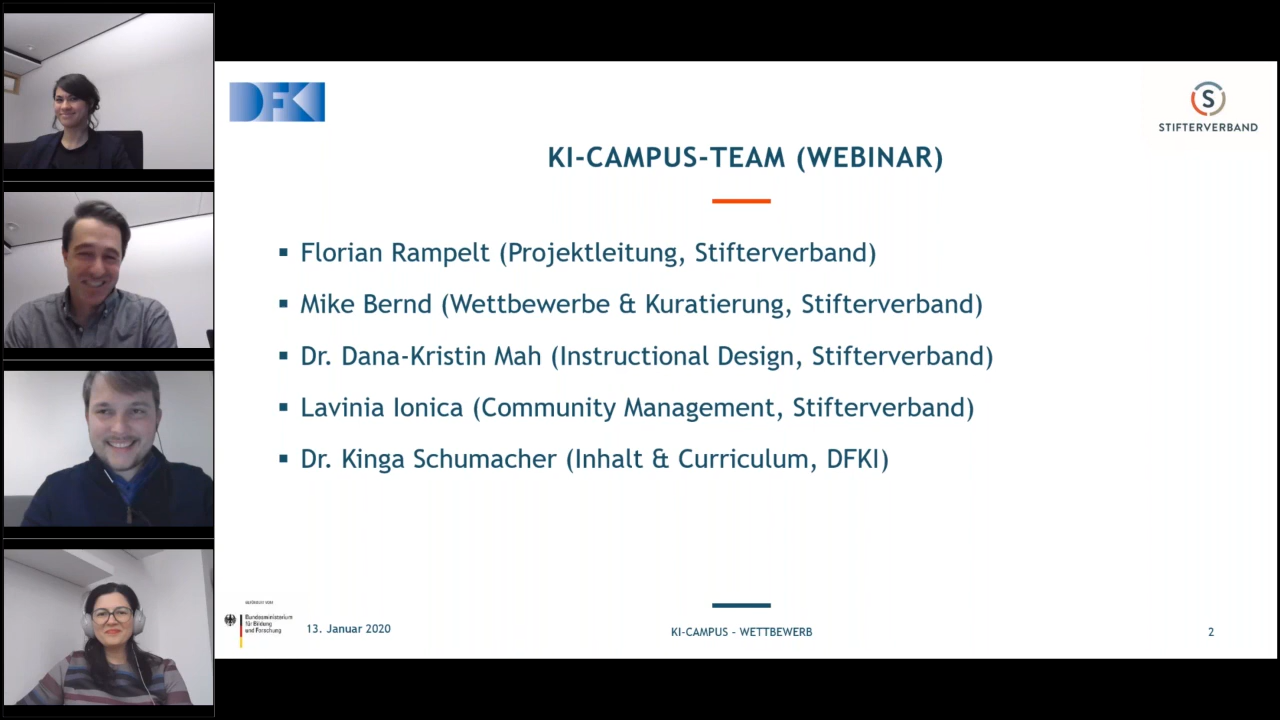 DFKI
S
STIFTERVERBAND
KI-CAMPUS-TEAM (WEBINAR)
▪ Florian Rampelt (Projektleitung, Stifterverband)
▪ Mike Bernd (Wettbewerbe & Kuratierung, Stifterverband)
▪ Dr. Dana-Kristin Mah (Instructional Design, Stifterverband)
▪ Lavinia Ionica (Community Management, Stifterverband)
▪ Dr. Kinga Schumacher (Inhalt & Curriculum, DFKI)
GEFÖRDERT VOM
Bundesministerium
für Bildung
und Forschung
13. Januar 2020
KI-CAMPUS - WETTBEWERB
2